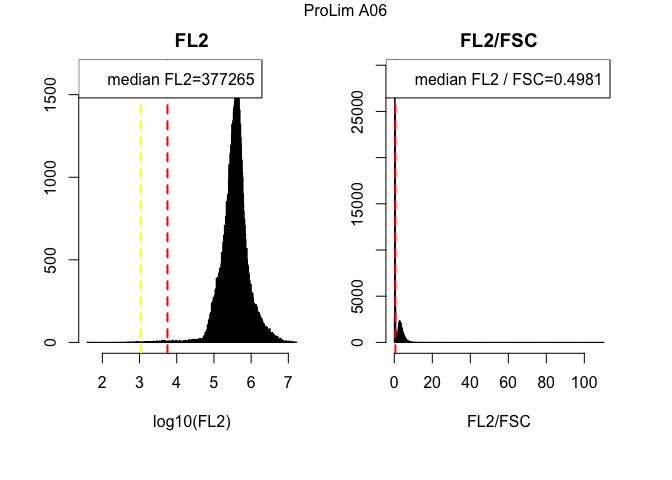 ProLim A06
FL2
median FL2=377265
0
500
1000
1500
2 3 4 5 6 7
log10(FL2)
FL2/FSC
median FL2 / FSC=0.4981
0
5000
15000
25000
0 20 40 60 80 100
FL2/FSC